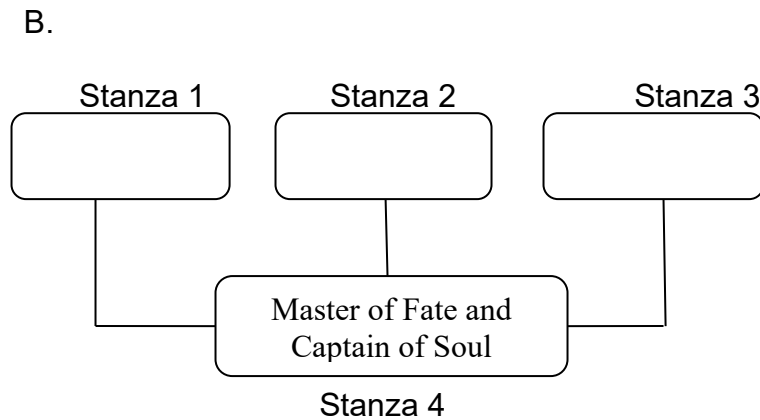 B.
Stanza 1
Stanza 2
Stanza 3
Master of Fate and
Captain of Soul
Stanza 4